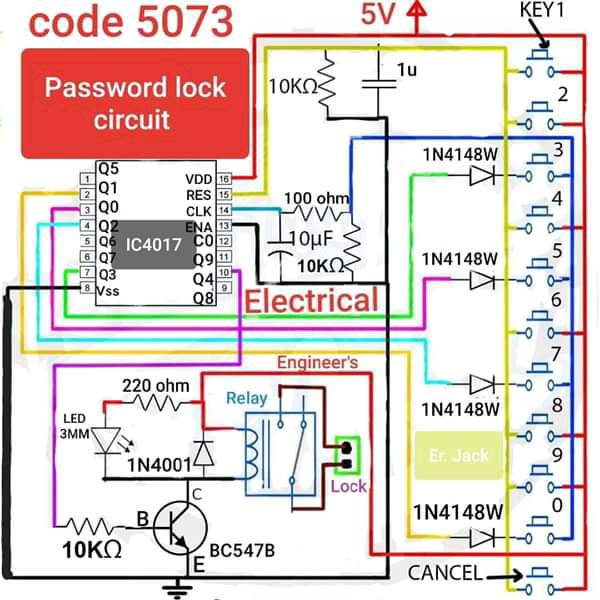 code 5073
5V
KEY1
Password lock
circuit
10KΩ
1u
2
3
4
5
6
7
8
9
0
1N4148W
1N4148W
1N4148W
1N4148W
Q5
1
Q1
2
Q0
3
Q2
4
Q6
5
Q7
6
Q3
7
Vss
8
IC4017
VDD
16
RES
15
CLK
14
ENA
13
C0
12
Q9
11
Q4
10
Q8
9
100 ohm
10µF
10KΩ
Electrical
Engineer's
220 ohm
Relay
LED
3MM
1N4001
Lock
Er. Jack
C
B
E
10KΩ
BC547B
CANCEL